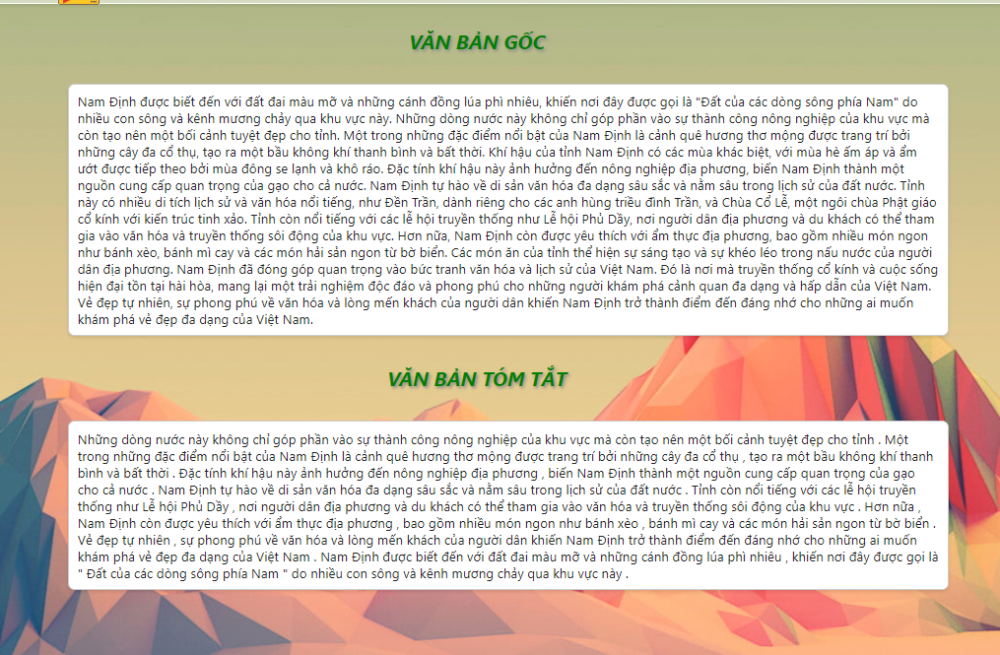 VĂN BẢN GỐC
Nam Định được biết đến với đất đai màu mỡ và những cánh đồng lúa phì nhiêu, khiến nơi đây được gọi là "Đất của các dòng sông phía Nam" do
nhiều con sông và kênh mương chảy qua khu vực này. Những dòng nước này không chỉ góp phần vào sự thành công nông nghiệp của khu vực mà
còn tạo nên một bối cảnh tuyệt đẹp cho tỉnh. Một trong những đặc điểm nổi bật của Nam Định là cảnh quê hương thơ mộng được trang trí bởi
những cây đa cổ thụ, tạo ra một bầu không khí thanh bình và bất thời. Khí hậu của tỉnh Nam Định có các mùa khác biệt, với mùa hè ấm áp và ẩm
ướt được tiếp theo bởi mùa đông se lạnh và khô ráo. Đặc tính khí hậu này ảnh hưởng đến nông nghiệp địa phương, biến Nam Định thành một
nguồn cung cấp quan trọng của gạo cho cả nước. Nam Định tự hào về di sản văn hóa đa dạng sâu sắc và nằm sâu trong lịch sử của đất nước. Tỉnh
này có nhiều di tích lịch sử và văn hóa nổi tiếng, như Đền Trần, dành riêng cho các anh hùng triều đình Trần, và Chùa Cổ Lễ, một ngôi chùa Phật giáo
cổ kính với kiến trúc tinh xảo. Tỉnh còn nổi tiếng với các lễ hội truyền thống như Lễ hội Phủ Dầy, nơi người dân địa phương và du khách có thể tham
gia vào văn hóa và truyền thống sôi động của khu vực. Hơn nữa, Nam Định còn được yêu thích với ẩm thực địa phương, bao gồm nhiều món ngon
như bánh xèo, bánh mì cay và các món hải sản ngon từ bờ biển. Các món ăn của tỉnh thể hiện sự sáng tạo và sự khéo léo trong nấu nước của người
dân địa phương. Nam Định đã đóng góp quan trọng vào bức tranh văn hóa và lịch sử của Việt Nam. Đó là nơi mà truyền thống cổ kính và cuộc sống
hiện đại tồn tại hài hòa, mang lại một trải nghiệm độc đáo và phong phú cho những người khám phá cảnh quan đa dạng và hấp dẫn của Việt Nam.
Vẻ đẹp tự nhiên, sự phong phú về văn hóa và lòng mến khách của người dân khiến Nam Định trở thành điểm đến đáng nhớ cho những ai muốn
khám phá vẻ đẹp đa dạng của Việt Nam.
VĂN BẢN TÓM TẮT
Những dòng nước này không chỉ góp phần vào sự thành công nông nghiệp của khu vực mà còn tạo nên một bối cảnh tuyệt đẹp cho tỉnh . Một
trong những đặc điểm nổi bật của Nam Định là cảnh quê hương thơ mộng được trang trí bởi những cây đa cổ thụ , tạo ra một bầu không khí thanh
bình và bất thời . Đặc tính khí hậu này ảnh hưởng đến nông nghiệp địa phương , biến Nam Định thành một nguồn cung cấp quan trọng của gạo
cho cả nước . Nam Định tự hào về di sản văn hóa đa dạng sâu sắc và nằm sâu trong lịch sử của đất nước . Tỉnh còn nổi tiếng với các lễ hội truyền
thống như Lễ hội Phủ Dầy , nơi người dân địa phương và du khách có thể tham gia vào văn hóa và truyền thống sôi động của khu vực . Hơn nữa ,
Nam Định còn được yêu thích với ẩm thực địa phương , bao gồm nhiều món ngon như bánh xèo , bánh mì cay và các món hải sản ngon từ bờ biển .
Vẻ đẹp tự nhiên , sự phong phú về văn hóa và lòng mến khách của người dân khiến Nam Định trở thành điểm đến đáng nhớ cho những ai muốn
khám phá vẻ đẹp đa dạng của Việt Nam . Nam Định được biết đến với đất đai màu mỡ và những cánh đồng lúa phì nhiêu , khiến nơi đây được gọi là
" Đất của các dòng sông phía Nam " do nhiều con sông và kênh mương chảy qua khu vực này .